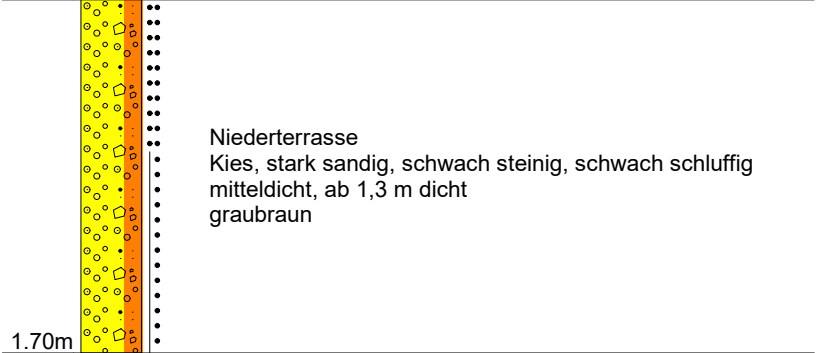 Niederterrasse
Kies, stark sandig, schwach steinig, schwach schluffig
mitteldicht, ab 1,3 m dicht
graubraun
1.70m